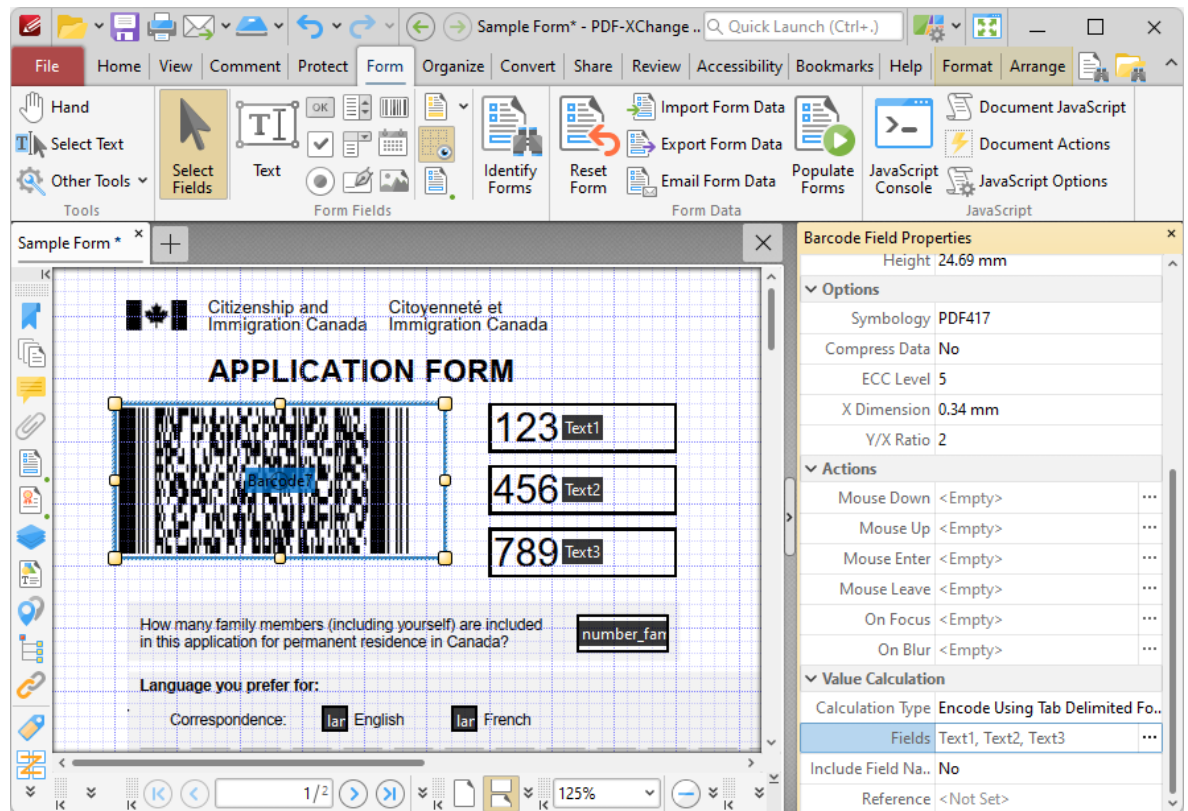 Sample Form* - PDF-XChange .. Quick Launch (Ctrl+.)
File Home View Comment Protect Form Organize Convert Share Review Accessibility Bookmarks Help Format Arrange
Hand
Select Text
Other Tools
Tools
Select Fields
Text
OK
Form Fields
Identify Forms
Reset Form
Import Form Data
Export Form Data
Email Form Data
Populate Forms
Form Data
JavaScript Console
Document JavaScript
Document Actions
JavaScript Options
JavaScript
Sample Form *
Citizenship and Immigration Canada
Citoyenneté et Immigration Canada
APPLICATION FORM
Barcode7
123 Text1
456 Text2
789 Text3
How many family members (including yourself) are included
in this application for permanent residence in Canada?
number_fam
Language you prefer for:
Correspondence: lar English lar French
1/2
125%
Barcode Field Properties
Height 24.69 mm
Options
Symbology PDF417
Compress Data No
ECC Level 5
X Dimension 0.34 mm
Y/X Ratio 2
Actions
Mouse Down <Empty> ...
Mouse Up <Empty> ...
Mouse Enter <Empty> ...
Mouse Leave <Empty> ...
On Focus <Empty> ...
On Blur <Empty> ...
Value Calculation
Calculation Type Encode Using Tab Delimited Fo..
Fields Text1, Text2, Text3 ...
Include Field Na.. No
Reference <Not Set>